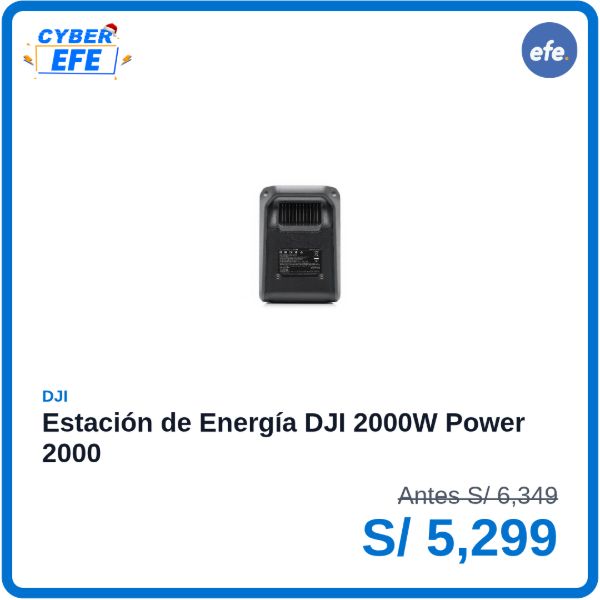 CYBER
EFE
efe.
DJI
Estación de Energía DJI 2000W Power
2000
Antes S/ 6,349
S/ 5,299